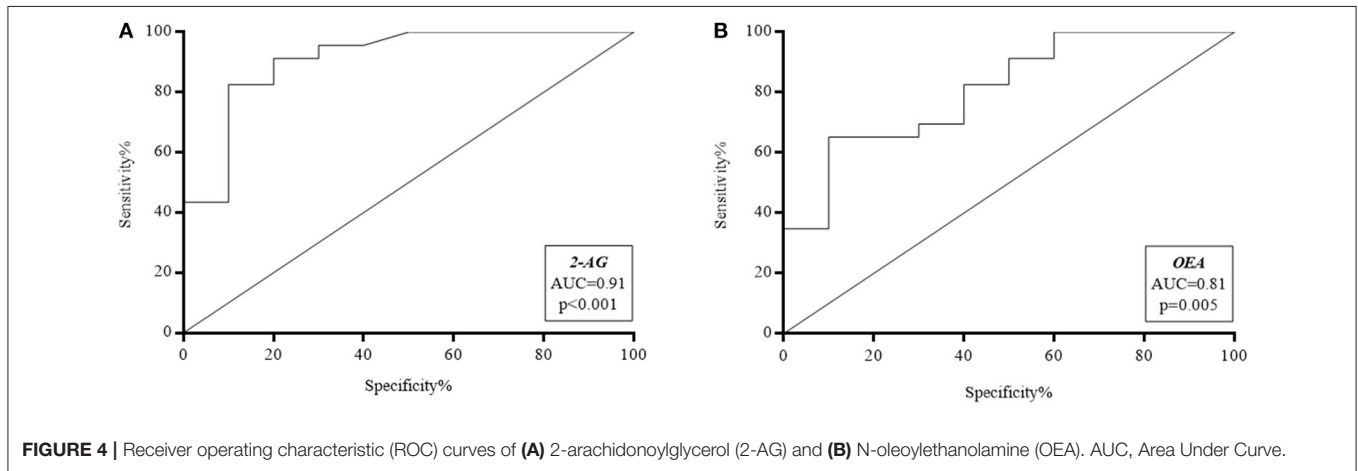 A
100
80
60
40
20
0
Sensitivity%
0 20 40 60 80 100
Specificity%
2-AG
AUC=0.91
p<0.001
B
100
80
60
40
20
0
Sensitivity%
0 20 40 60 80 100
Specificity%
OEA
AUC=0.81
p=0.005
FIGURE 4 | Receiver operating characteristic (ROC) curves of (A) 2-arachidonoylglycerol (2-AG) and (B) N-oleoylethanolamine (OEA). AUC, Area Under Curve.